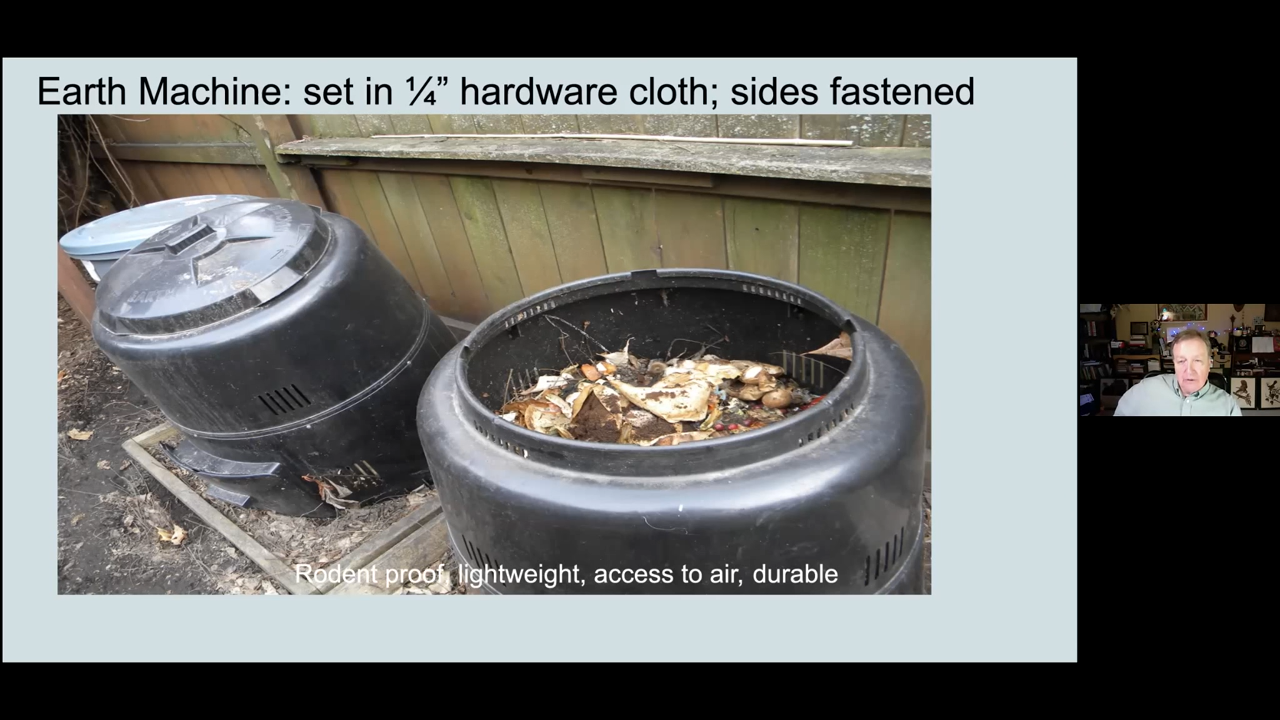 Earth Machine: set in ¼” hardware cloth; sides fastened
Rodent proof, lightweight, access to air, durable